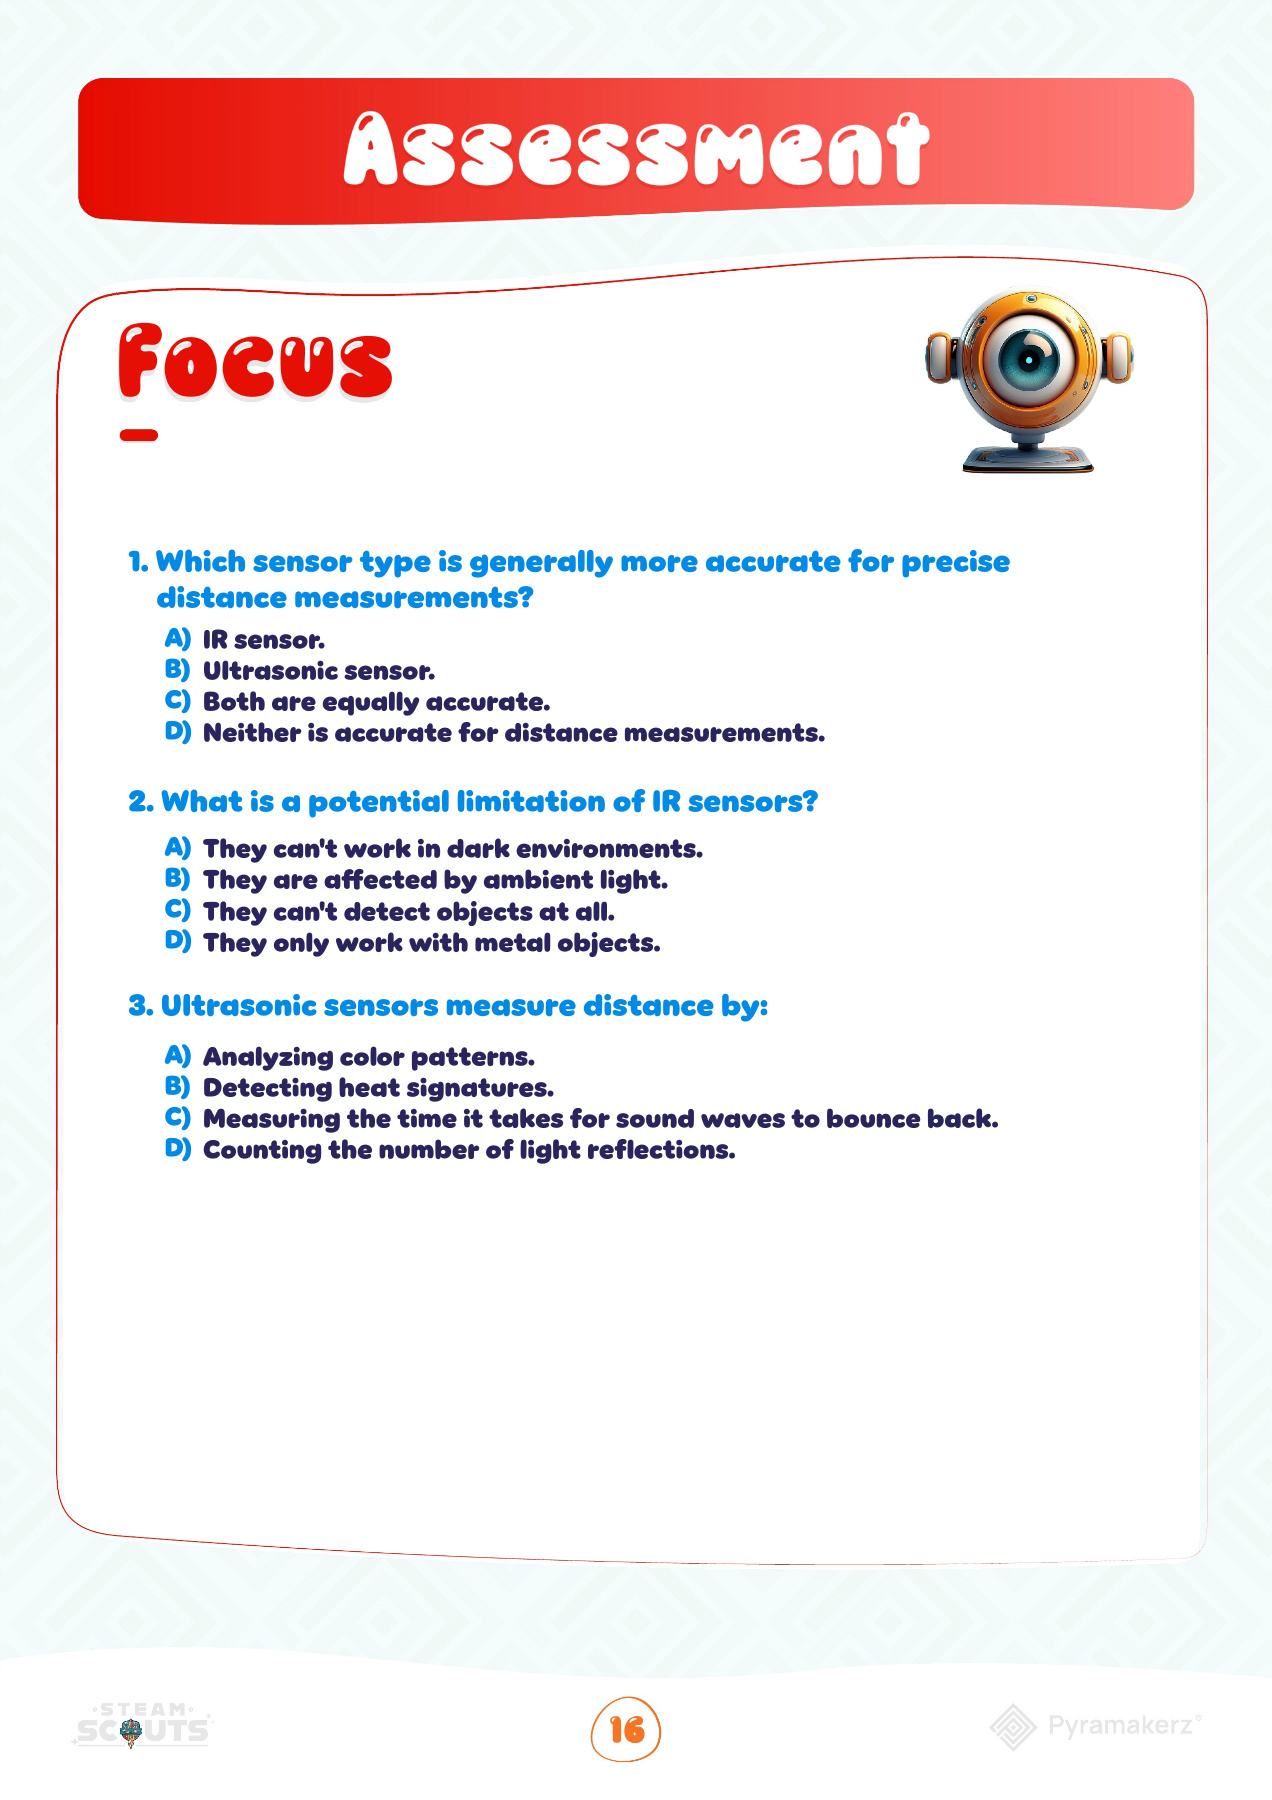 Assessment
Focus
1. Which sensor type is generally more accurate for precise
distance measurements?
A) IR sensor.
B) Ultrasonic sensor.
C) Both are equally accurate.
D) Neither is accurate for distance measurements.
2. What is a potential limitation of IR sensors?
A) They can't work in dark environments.
B) They are affected by ambient light.
C) They can't detect objects at all.
D) They only work with metal objects.
3. Ultrasonic sensors measure distance by:
A) Analyzing color patterns.
B) Detecting heat signatures.
C) Measuring the time it takes for sound waves to bounce back.
D) Counting the number of light reflections.
STEAM
SCOUTS
16
Pyramakerz